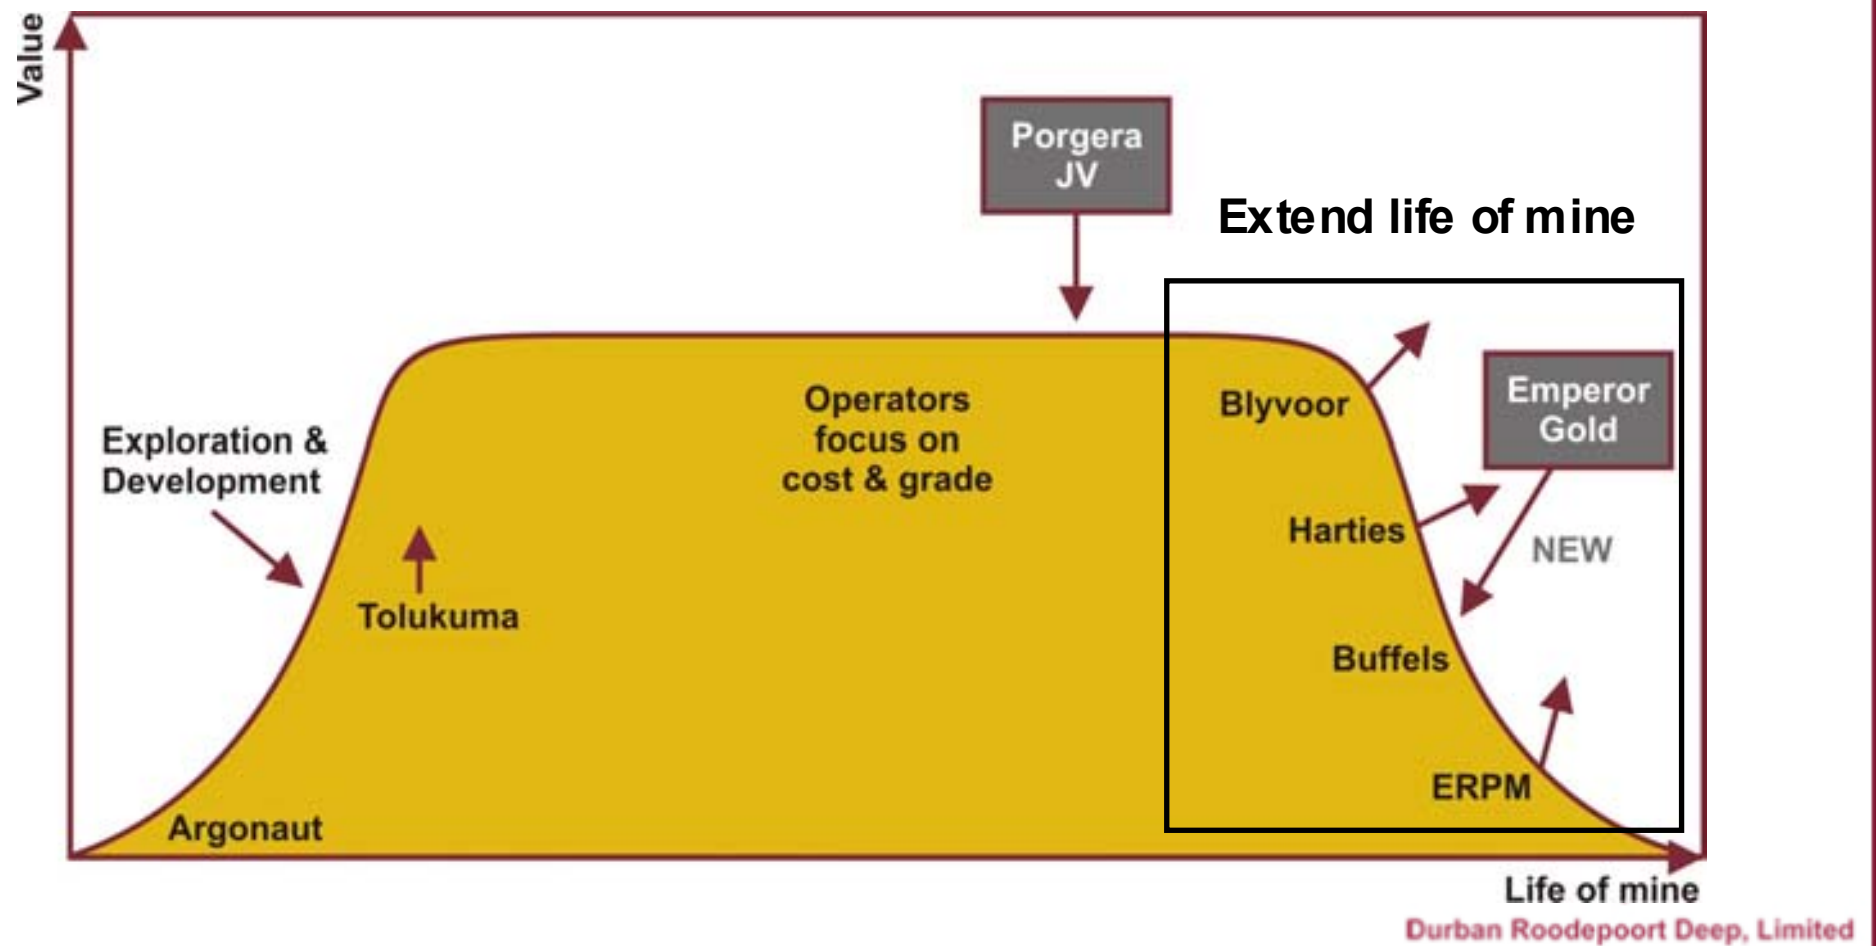 Value
Porgera
JV
Extend life of mine
Operators
focus on
cost & grade
Blyvoor
Emperor
Gold
Exploration &
Development
Harties
NEW
Tolukuma
Buffels
ERPM
Argonaut
Life of mine
Durban Roodepoort Deep, Limited